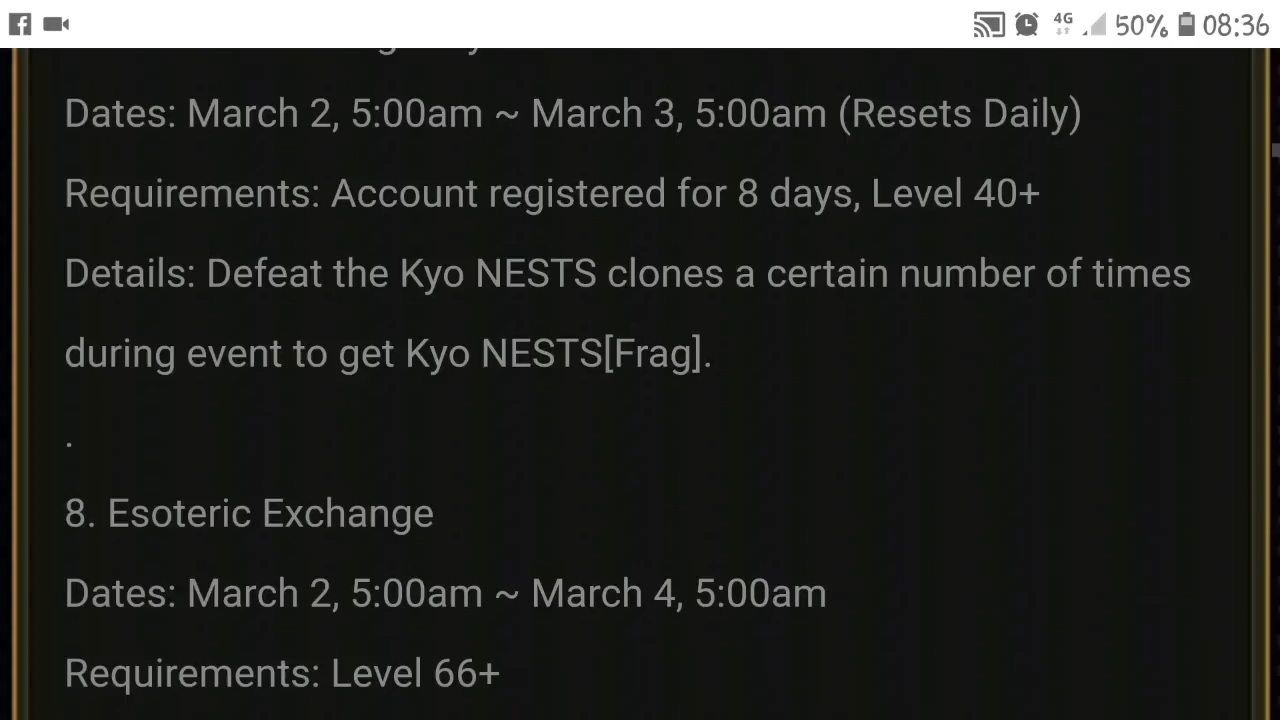 4G 50% 08:36
Dates: March 2, 5:00am ~ March 3, 5:00am (Resets Daily)
Requirements: Account registered for 8 days, Level 40+
Details: Defeat the Kyo NESTS clones a certain number of times
during event to get Kyo NESTS[Frag].
.
8. Esoteric Exchange
Dates: March 2, 5:00am ~ March 4, 5:00am
Requirements: Level 66+